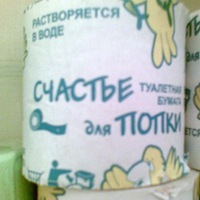 РАСТВОРЯЕТСЯ
В ВОДЕ
СЧАСТЬЕ
ТУАЛЕТНАЯ
БУМАГА
для ПОПКИ